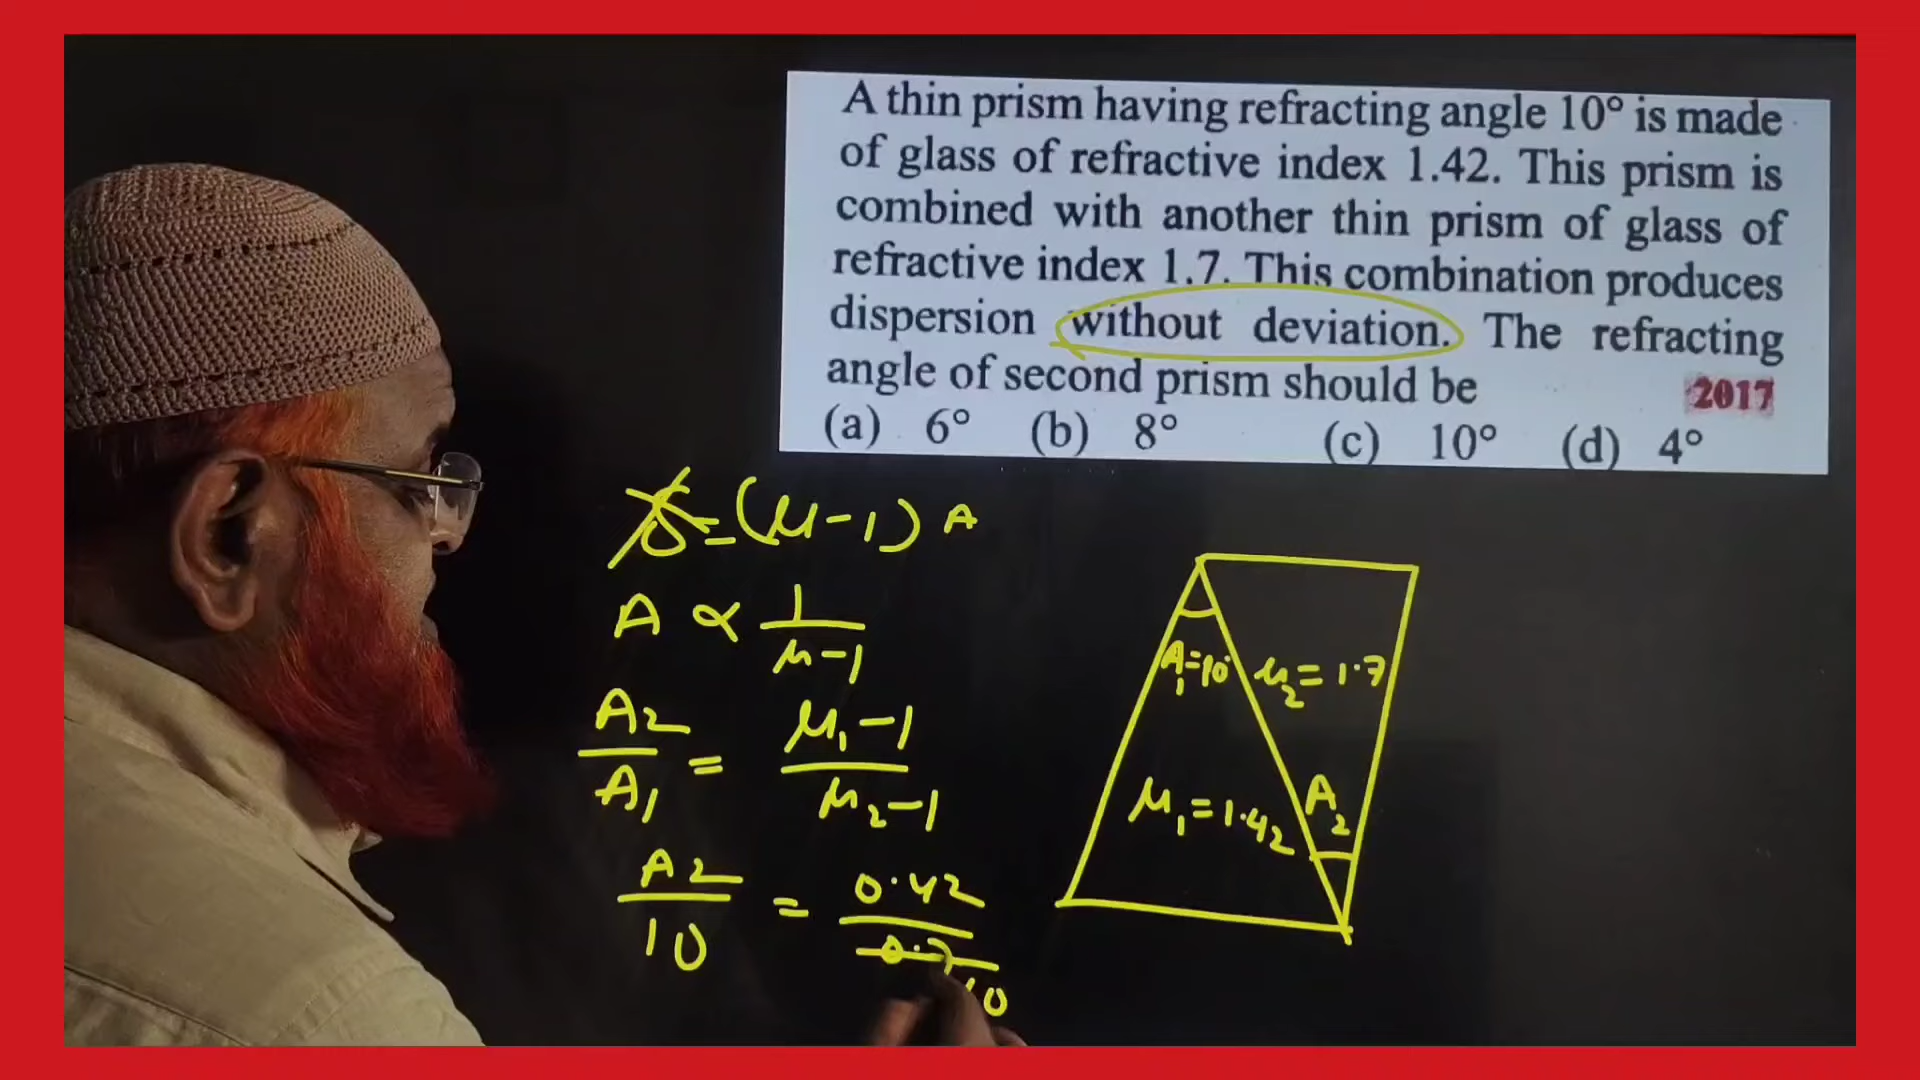 A thin prism having refracting angle 10° is made
of glass of refractive index 1.42. This prism is
combined with another thin prism of glass of
refractive index 1.7. This combination produces
dispersion without deviation. The refracting
angle of second prism should be
2017
(a) 6° (b) 8° (c) 10° (d) 4°
δ=(μ-1) A
A ∝ 1/μ-1
A2/A1 = μ1-1/μ2-1
A2/10 = 0.42/0.7
10
A1=10°
μ2=1.7
μ1=1.42
A2